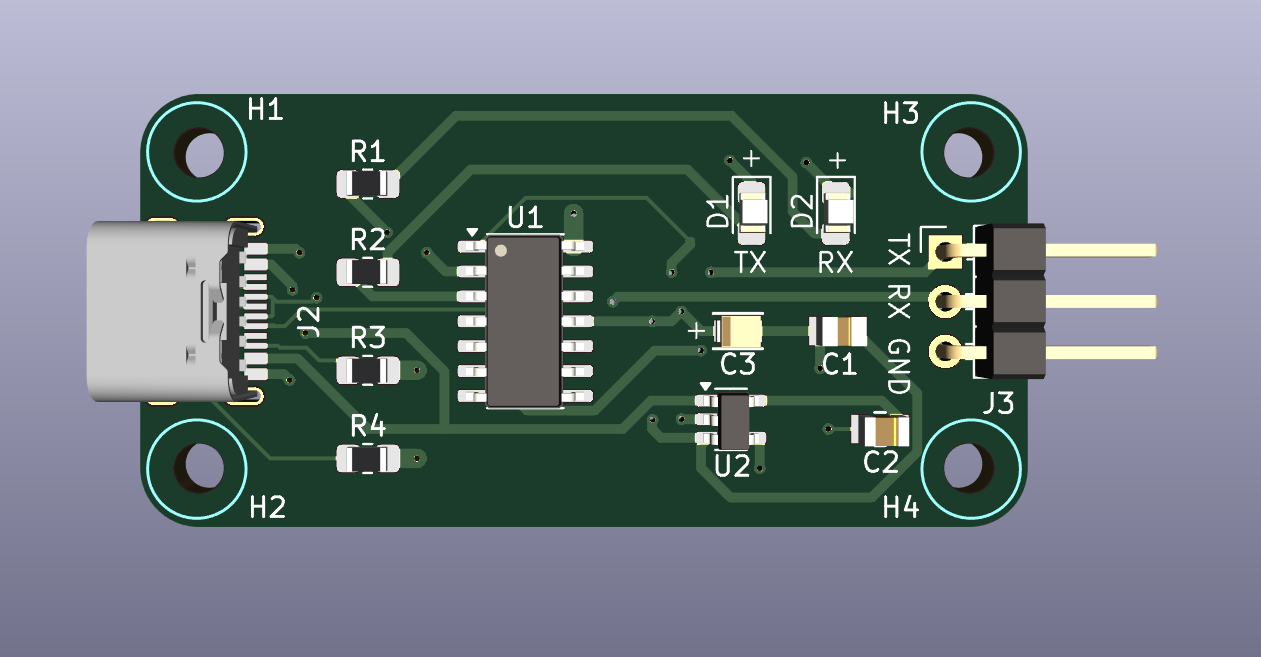 H1
H3
R1
+
+
D1
D2
U1
R2
TX
RX
TX
RX
GND
J2
R3
+
C3
C1
J3
R4
U2
C2
H2
H4